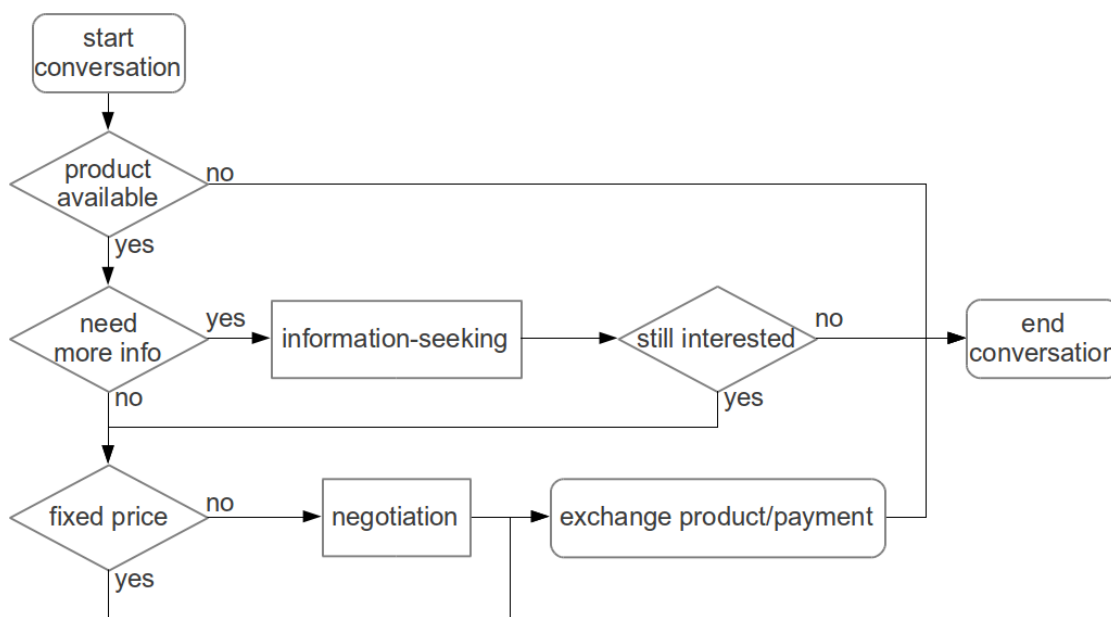 start
conversation
product
available
no
yes
need
more info
yes
information-seeking
still interested
no
end
conversation
no
yes
fixed price
no
negotiation
exchange product/payment
yes